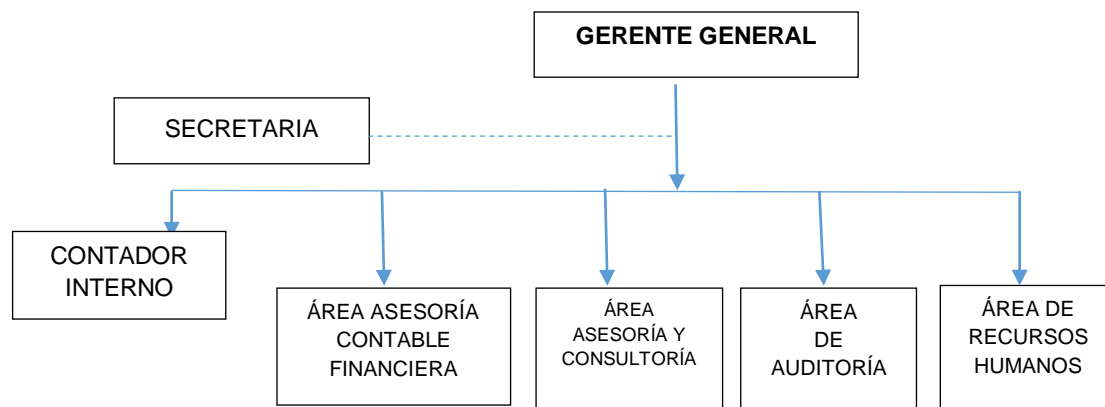 GERENTE GENERAL
SECRETARIA
CONTADOR
INTERNO
ÁREA ASESORÍA
CONTABLE
FINANCIERA
ÁREA
ASESORÍA Y
CONSULTORÍA
ÁREA
DE
AUDITORÍA
ÁREA DE
RECURSOS
HUMANOS